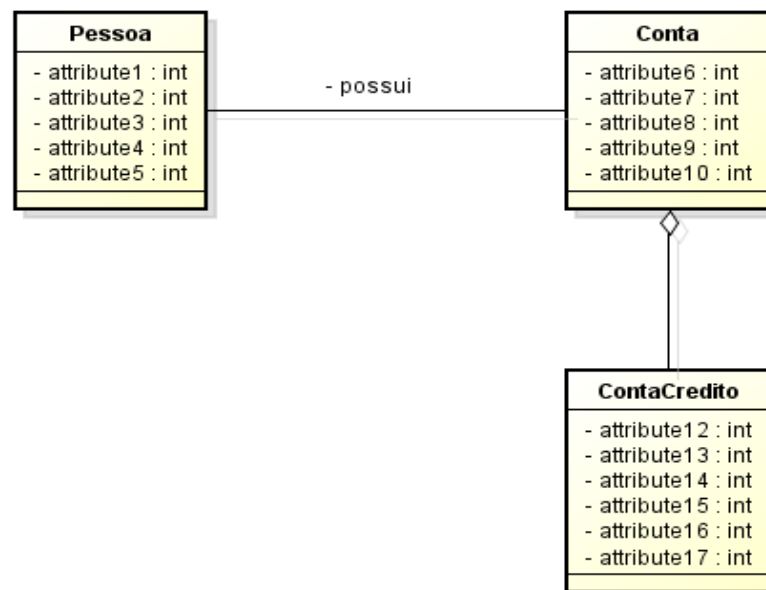 Pessoa
- attribute1 : int
- attribute2 : int
- attribute3 : int
- attribute4 : int
- attribute5 : int
- possui
Conta
- attribute6 : int
- attribute7 : int
- attribute8 : int
- attribute9 : int
- attribute10 : int
ContaCredito
- attribute12 : int
- attribute13 : int
- attribute14 : int
- attribute15 : int
- attribute16 : int
- attribute17 : int